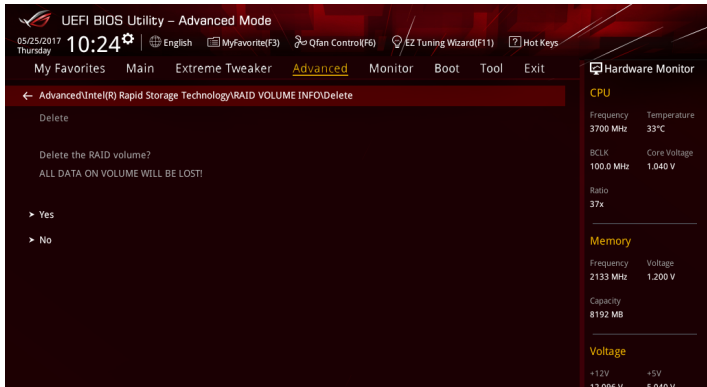 UEFI BIOS Utility – Advanced Mode
05/25/2017
Thursday
10:24
English
MyFavorite(F3)
Qfan Control(F6)
EZ Tuning Wizard(F11)
? Hot Keys
My Favorites Main Extreme Tweaker Advanced Monitor Boot Tool Exit
Advanced\Intel(R) Rapid Storage Technology\RAID VOLUME INFO\Delete
Delete
Delete the RAID volume?
ALL DATA ON VOLUME WILL BE LOST!
Yes
No
Hardware Monitor
CPU
Frequency Temperature
3700 MHz 33°C
BCLK Core Voltage
100.0 MHz 1.040 V
Ratio
37x
Memory
Frequency Voltage
2133 MHz 1.200 V
Capacity
8192 MB
Voltage
+12V +5V